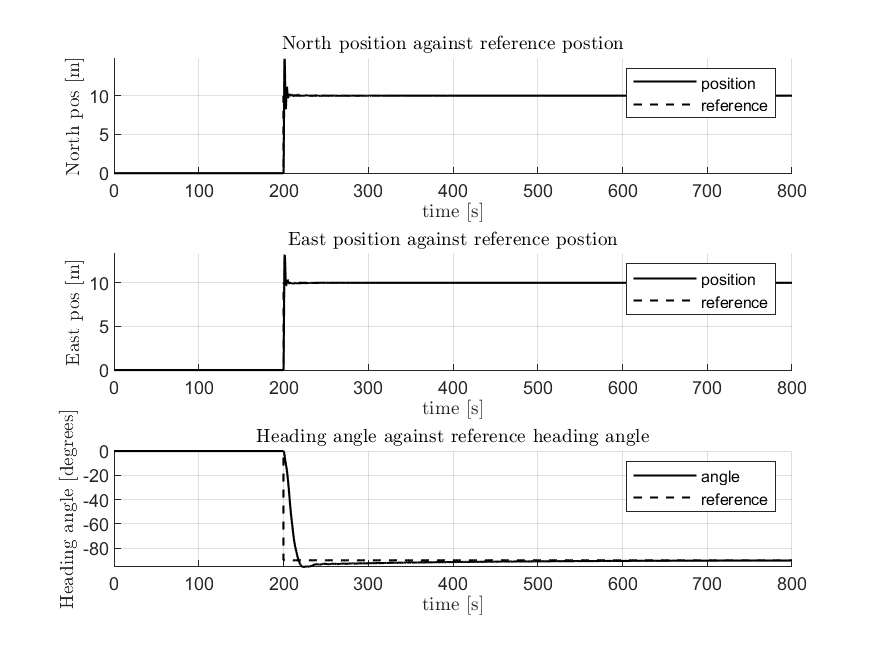 North position against reference postion
North pos [m]
10
5
0
position
reference
0 100 200 300 400 500 600 700 800
time [s]
East position against reference postion
East pos [m]
10
5
0
position
reference
0 100 200 300 400 500 600 700 800
time [s]
Heading angle against reference heading angle
Heading angle [degrees]
0
-20
-40
-60
-80
angle
reference
0 100 200 300 400 500 600 700 800
time [s]